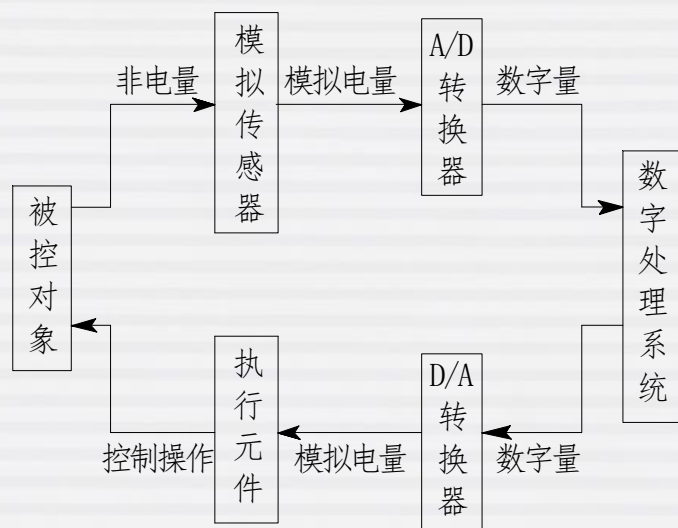 非电量
模拟传感器
模拟电量
A/D转换器
数字量
被控对象
数字处理系统
控制操作
执行元件
模拟电量
D/A转换器
数字量